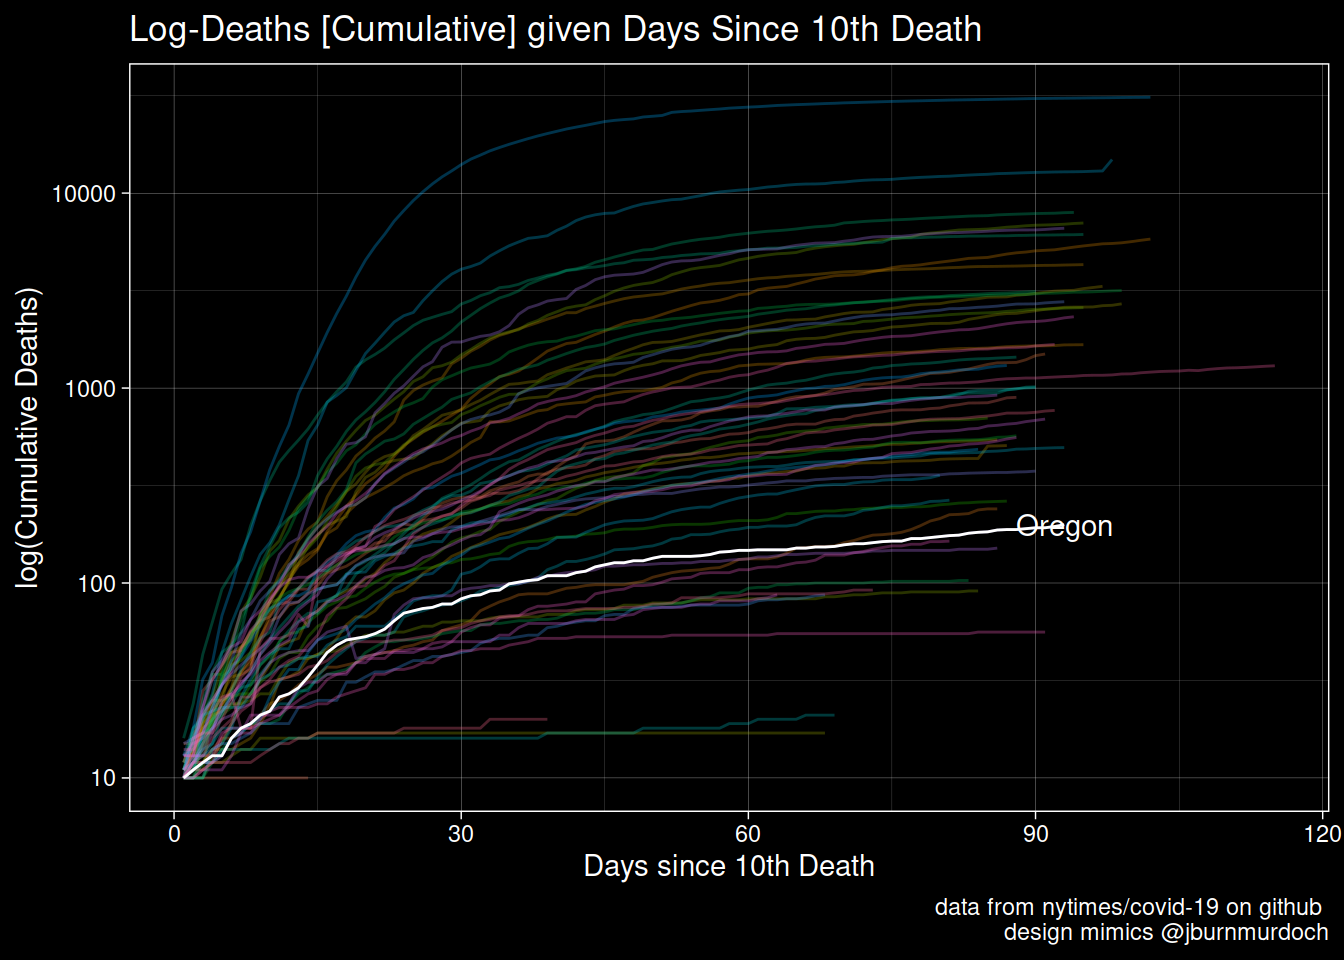 Log-Deaths [Cumulative] given Days Since 10th Death
log(Cumulative Deaths)
10000
1000
100
10
Oregon
0 30 60 90 120
Days since 10th Death
data from nytimes/covid-19 on github
design mimics @jburnmurdoch